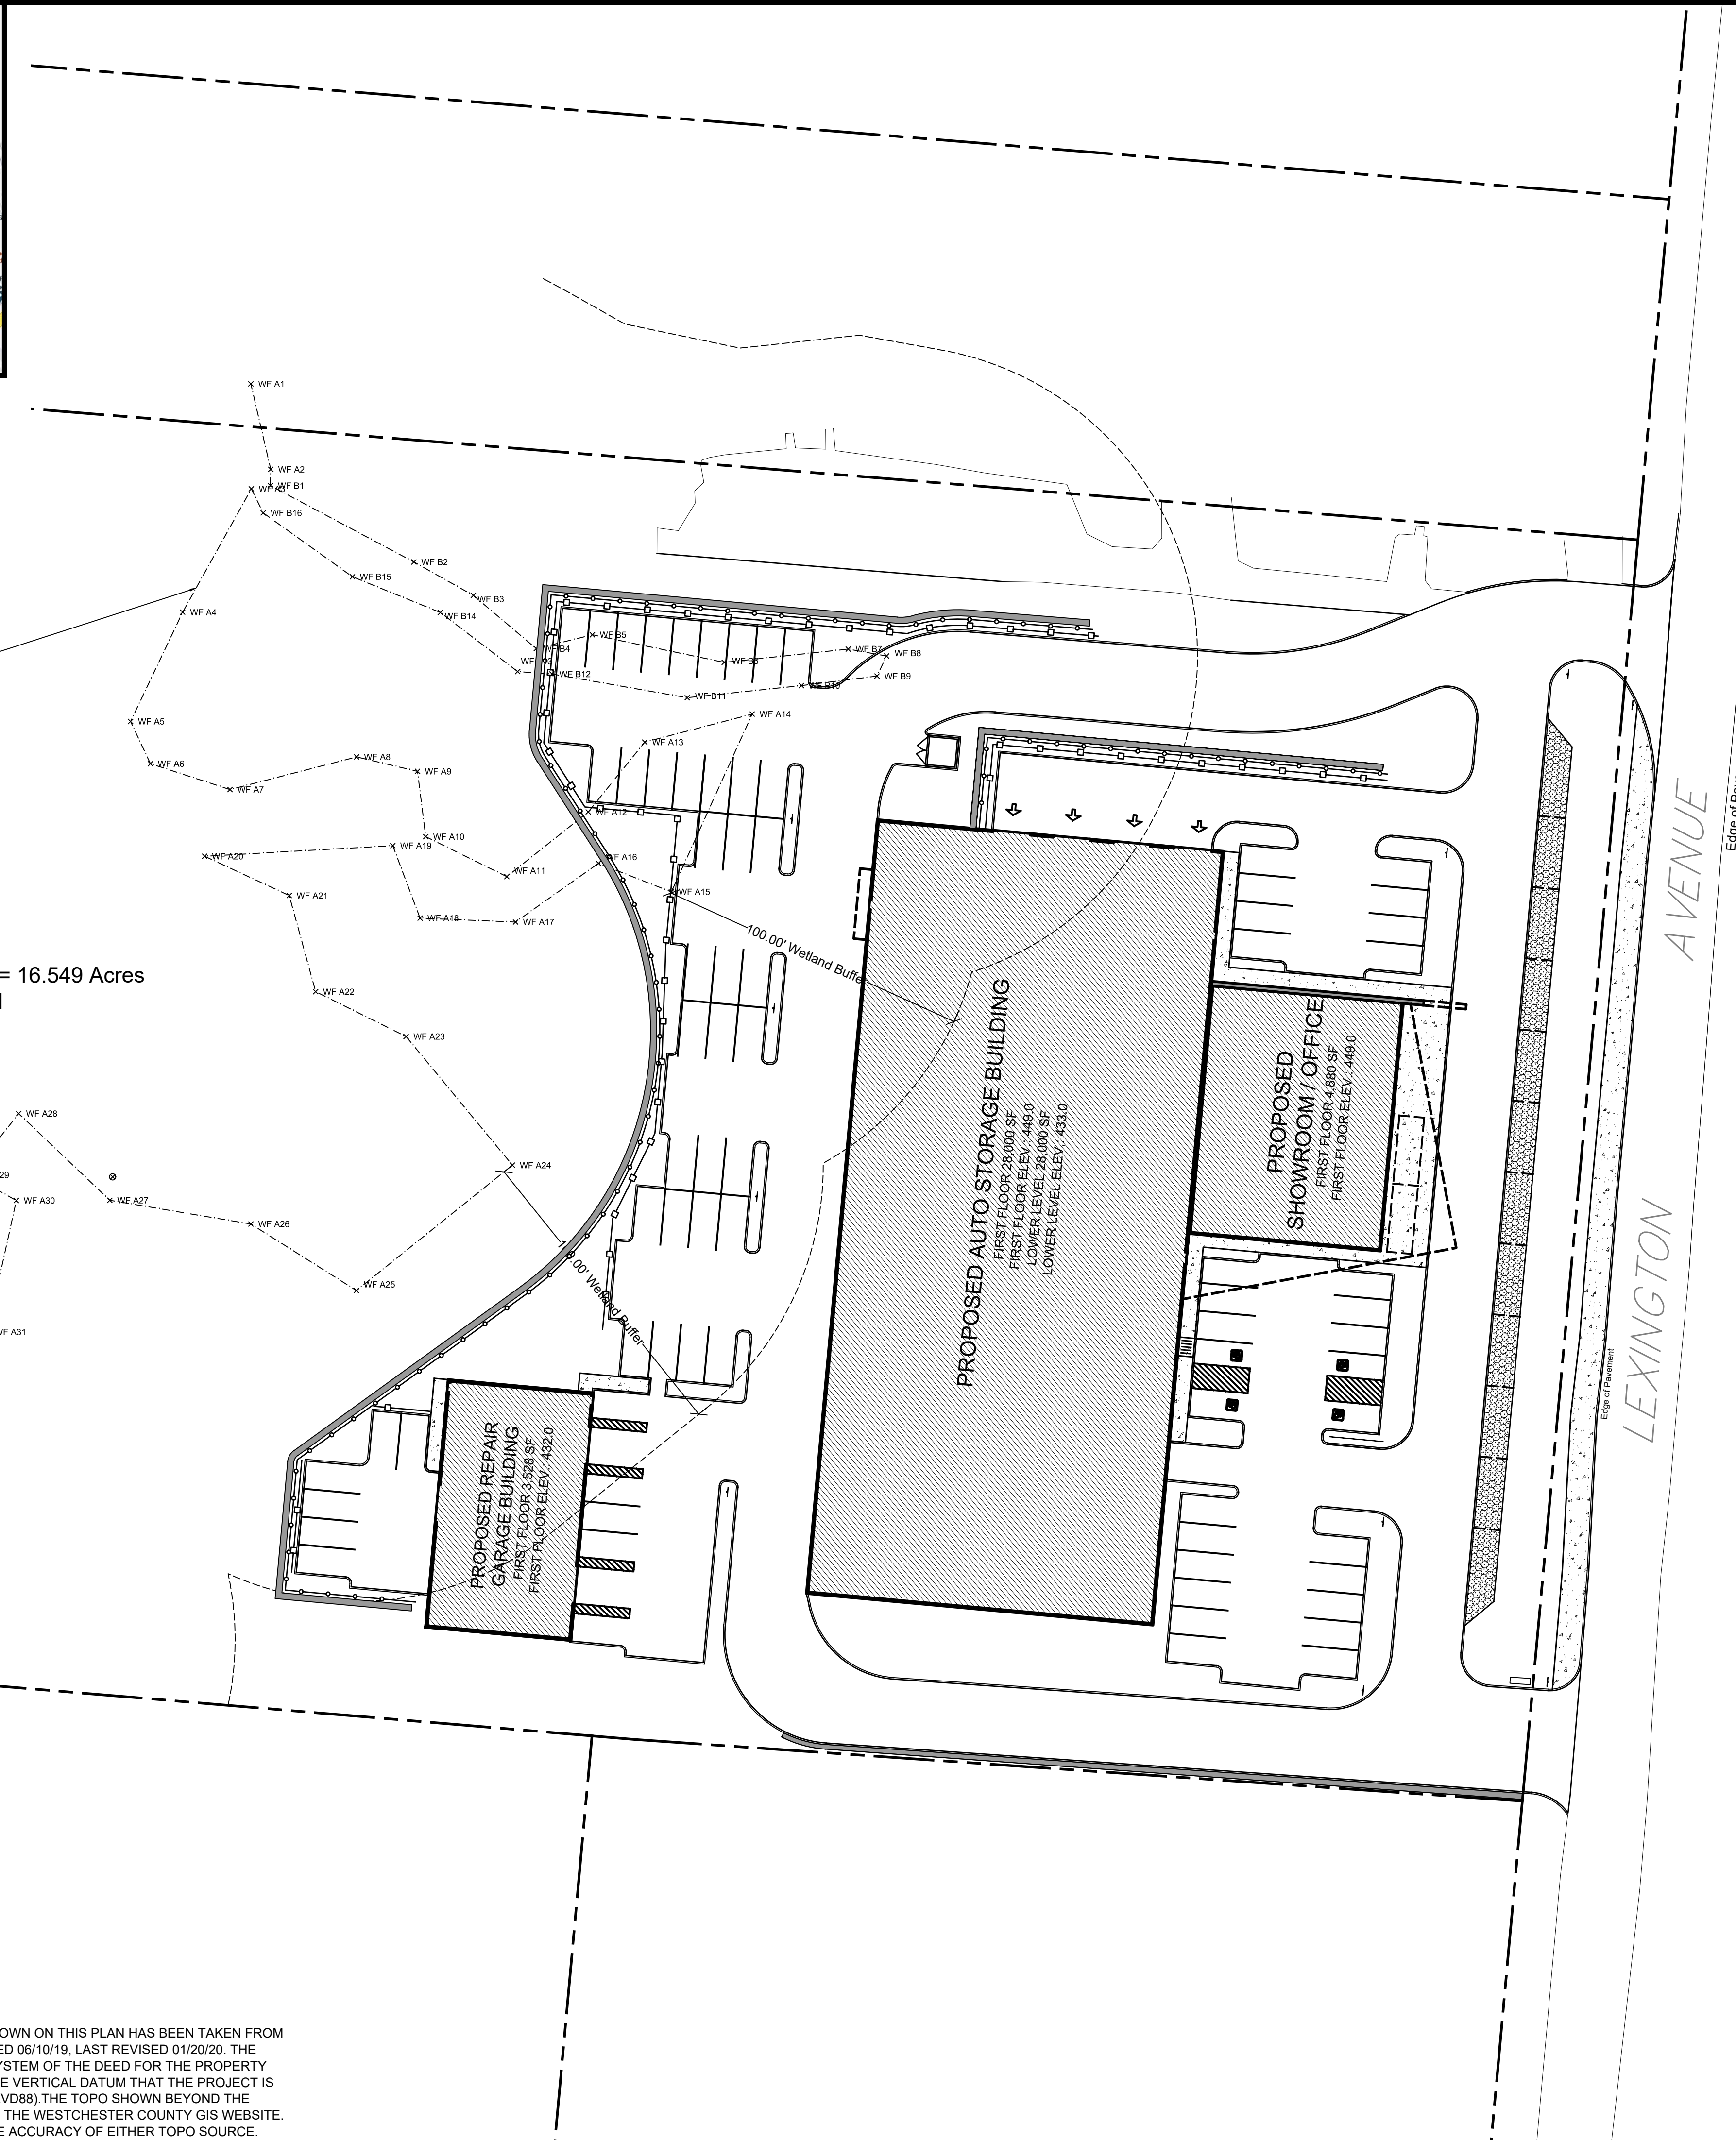 WF A1
WF A2
WF B1
WF B16
WF B2
WF B15
WF B3
WF A4
WF B14
WF B5
WF B4
WF B7
WF B8
WF
WF B12
WF B9
WF B11
WF A14
WF A5
WF A13
WF A6
WF A8
WF A9
WF A7
WF A12
WF A10
WF A19
WF A20
WF A16
WF A11
WF A15
WF A21
WF A18
WF A17
100.00' Wetland Buffer
= 16.549 Acres
WF A22
WF A23
WF A28
WF A24
29
WF A30
WF A27
WF A26
WF A25
.00' Wetland Buffer
WF A31
PROPOSED AUTO STORAGE BUILDING
FIRST FLOOR 28,000 SF
FIRST FLOOR ELEV.: 449.0
LOWER LEVEL 28,000 SF
LOWER LEVEL ELEV.: 433.0
PROPOSED
SHOWROOM / OFFICE
FIRST FLOOR 4,880 SF
FIRST FLOOR ELEV.: 449.0
PROPOSED REPAIR
GARAGE BUILDING
FIRST FLOOR 3,528 SF
FIRST FLOOR ELEV.: 432.0
LEXINGTON AVENUE
Edge of Pavement
Edge of Pav
OWN ON THIS PLAN HAS BEEN TAKEN FROM
ED 06/10/19, LAST REVISED 01/20/20. THE
YSTEM OF THE DEED FOR THE PROPERTY
E VERTICAL DATUM THAT THE PROJECT IS
VD88).THE TOPO SHOWN BEYOND THE
THE WESTCHESTER COUNTY GIS WEBSITE.
E ACCURACY OF EITHER TOPO SOURCE.